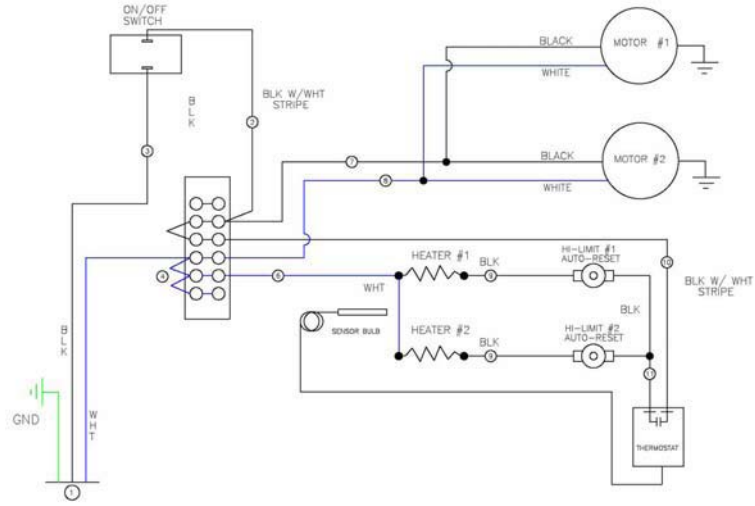 ON/OFF
SWITCH
BLK
BLK W/WHT
STRIPE
3
2
BLACK
WHITE
MOTOR #1
7
8
BLACK
WHITE
MOTOR #2
4
6
WHT
HEATER #1
BLK
9
HI-LIMIT #1
AUTO-RESET
10
BLK W/ WHT
STRIPE
BLK
SENSOR BULB
HEATER #2
BLK
9
HI-LIMIT #2
AUTO-RESET
11
THERMOSTAT
BLK
WHT
GND
1